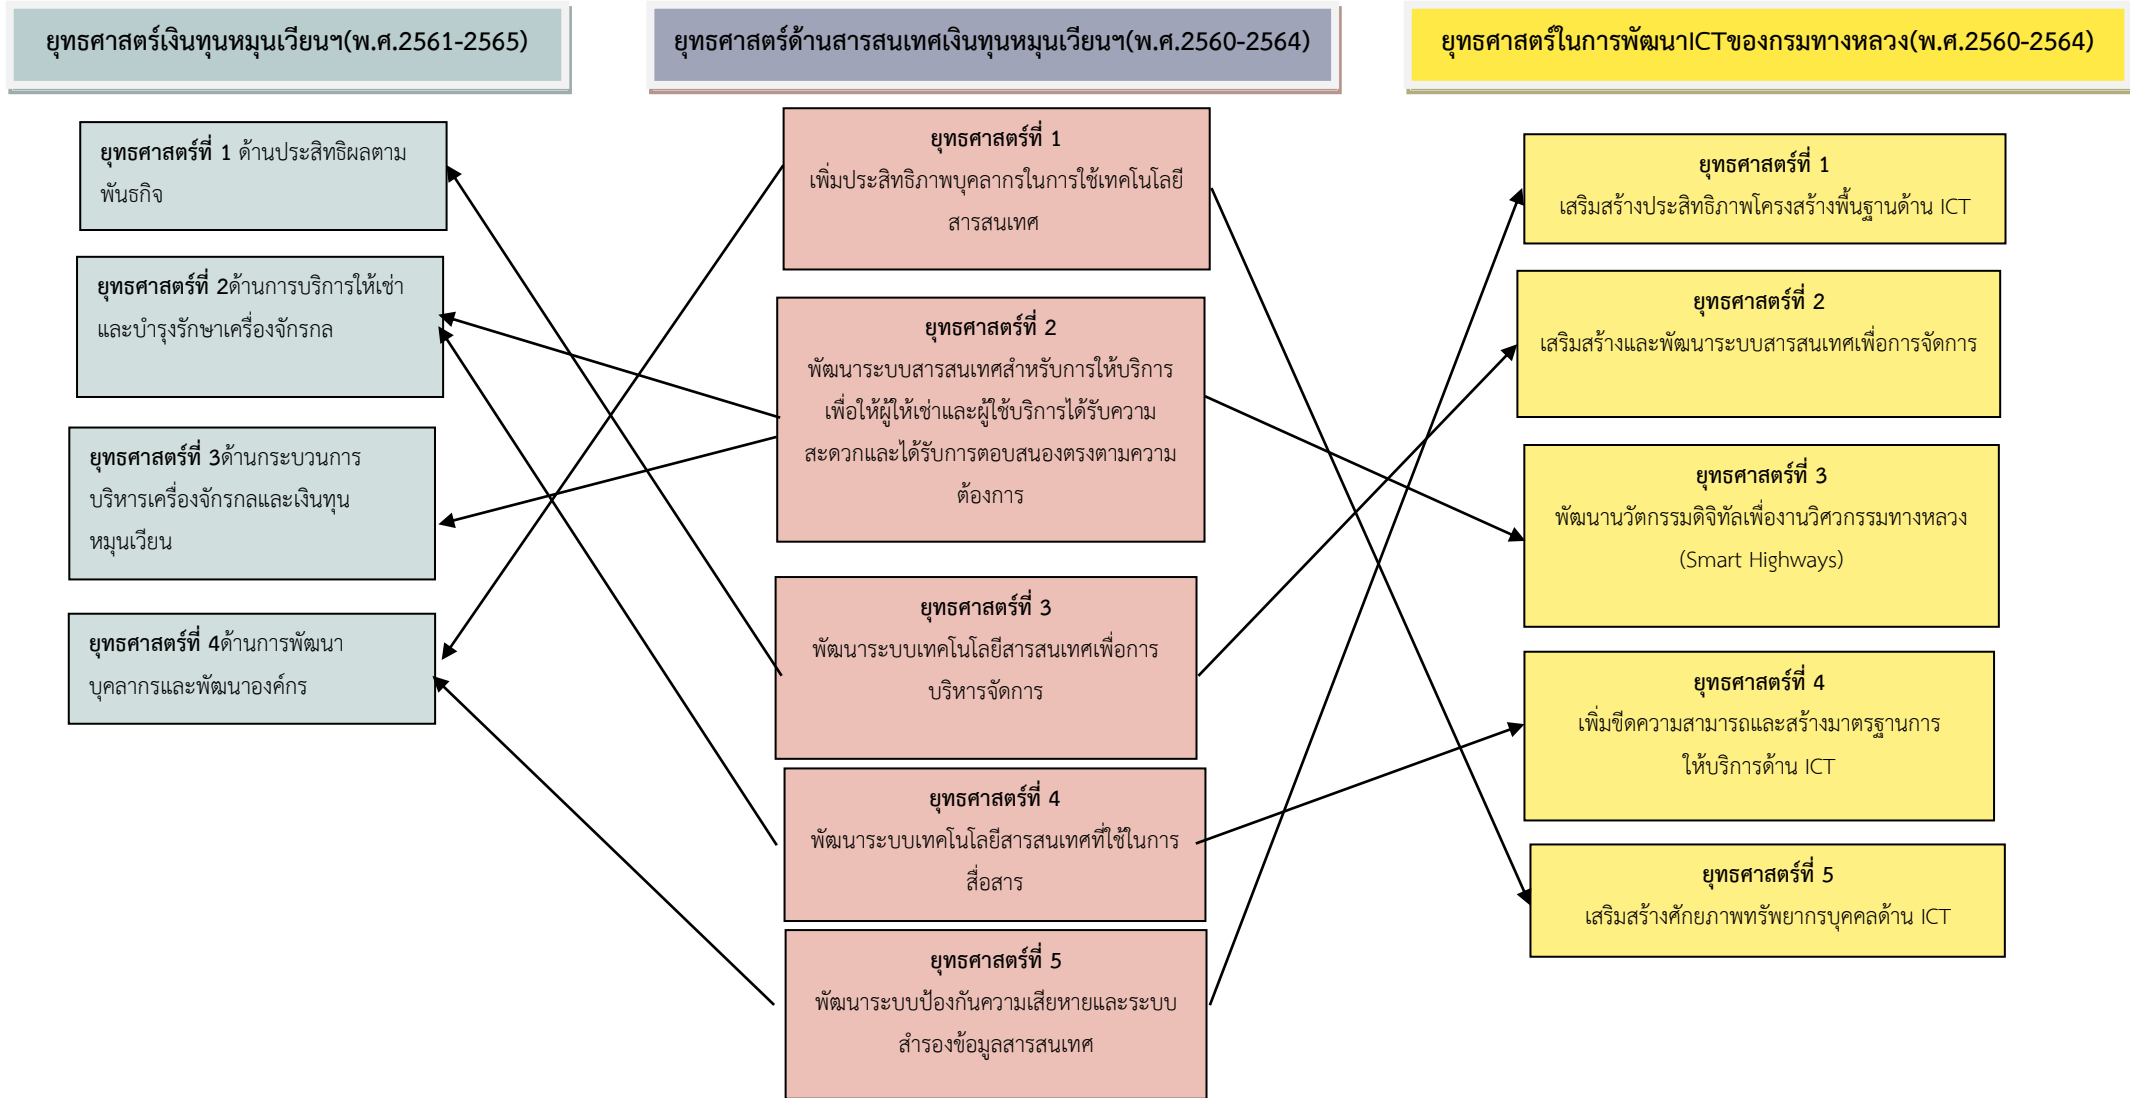 ยุทธศาสตร์เงินทุนหมุนเวียนฯ(พ.ศ.2561-2565)
ยุทธศาสตร์ที่ 1 ด้านประสิทธิผลตาม
พันธกิจ
ยุทธศาสตร์ที่ 2ด้านการบริการให้เช่า
และบำรุงรักษาเครื่องจักรกล
ยุทธศาสตร์ที่ 3ด้านกระบวนการ
บริหารเครื่องจักรกลและเงินทุน
หมุนเวียน
ยุทธศาสตร์ที่ 4ด้านการพัฒนา
บุคลากรและพัฒนาองค์กร
ยุทธศาสตร์ด้านสารสนเทศเงินทุนหมุนเวียนฯ(พ.ศ.2560-2564)
ยุทธศาสตร์ที่ 1
เพิ่มประสิทธิภาพบุคลากรในการใช้เทคโนโลยี
สารสนเทศ
ยุทธศาสตร์ที่ 2
พัฒนาระบบสารสนเทศสำหรับการให้บริการ
เพื่อให้ผู้ให้เช่าและผู้ใช้บริการได้รับความ
สะดวกและได้รับการตอบสนองตรงตามความ
ต้องการ
ยุทธศาสตร์ที่ 3
พัฒนาระบบเทคโนโลยีสารสนเทศเพื่อการ
บริหารจัดการ
ยุทธศาสตร์ที่ 4
พัฒนาระบบเทคโนโลยีสารสนเทศที่ใช้ในการ
สื่อสาร
ยุทธศาสตร์ที่ 5
พัฒนาระบบป้องกันความเสียหายและระบบ
สำรองข้อมูลสารสนเทศ
ยุทธศาสตร์ในการพัฒนาICTของกรมทางหลวง(พ.ศ.2560-2564)
ยุทธศาสตร์ที่ 1
เสริมสร้างประสิทธิภาพโครงสร้างพื้นฐานด้าน ICT
ยุทธศาสตร์ที่ 2
เสริมสร้างและพัฒนาระบบสารสนเทศเพื่อการจัดการ
ยุทธศาสตร์ที่ 3
พัฒนานวัตกรรมดิจิทัลเพื่องานวิศวกรรมทางหลวง
(Smart Highways)
ยุทธศาสตร์ที่ 4
เพิ่มขีดความสามารถและสร้างมาตรฐานการ
ให้บริการด้าน ICT
ยุทธศาสตร์ที่ 5
เสริมสร้างศักยภาพทรัพยากรบุคคลด้าน ICT